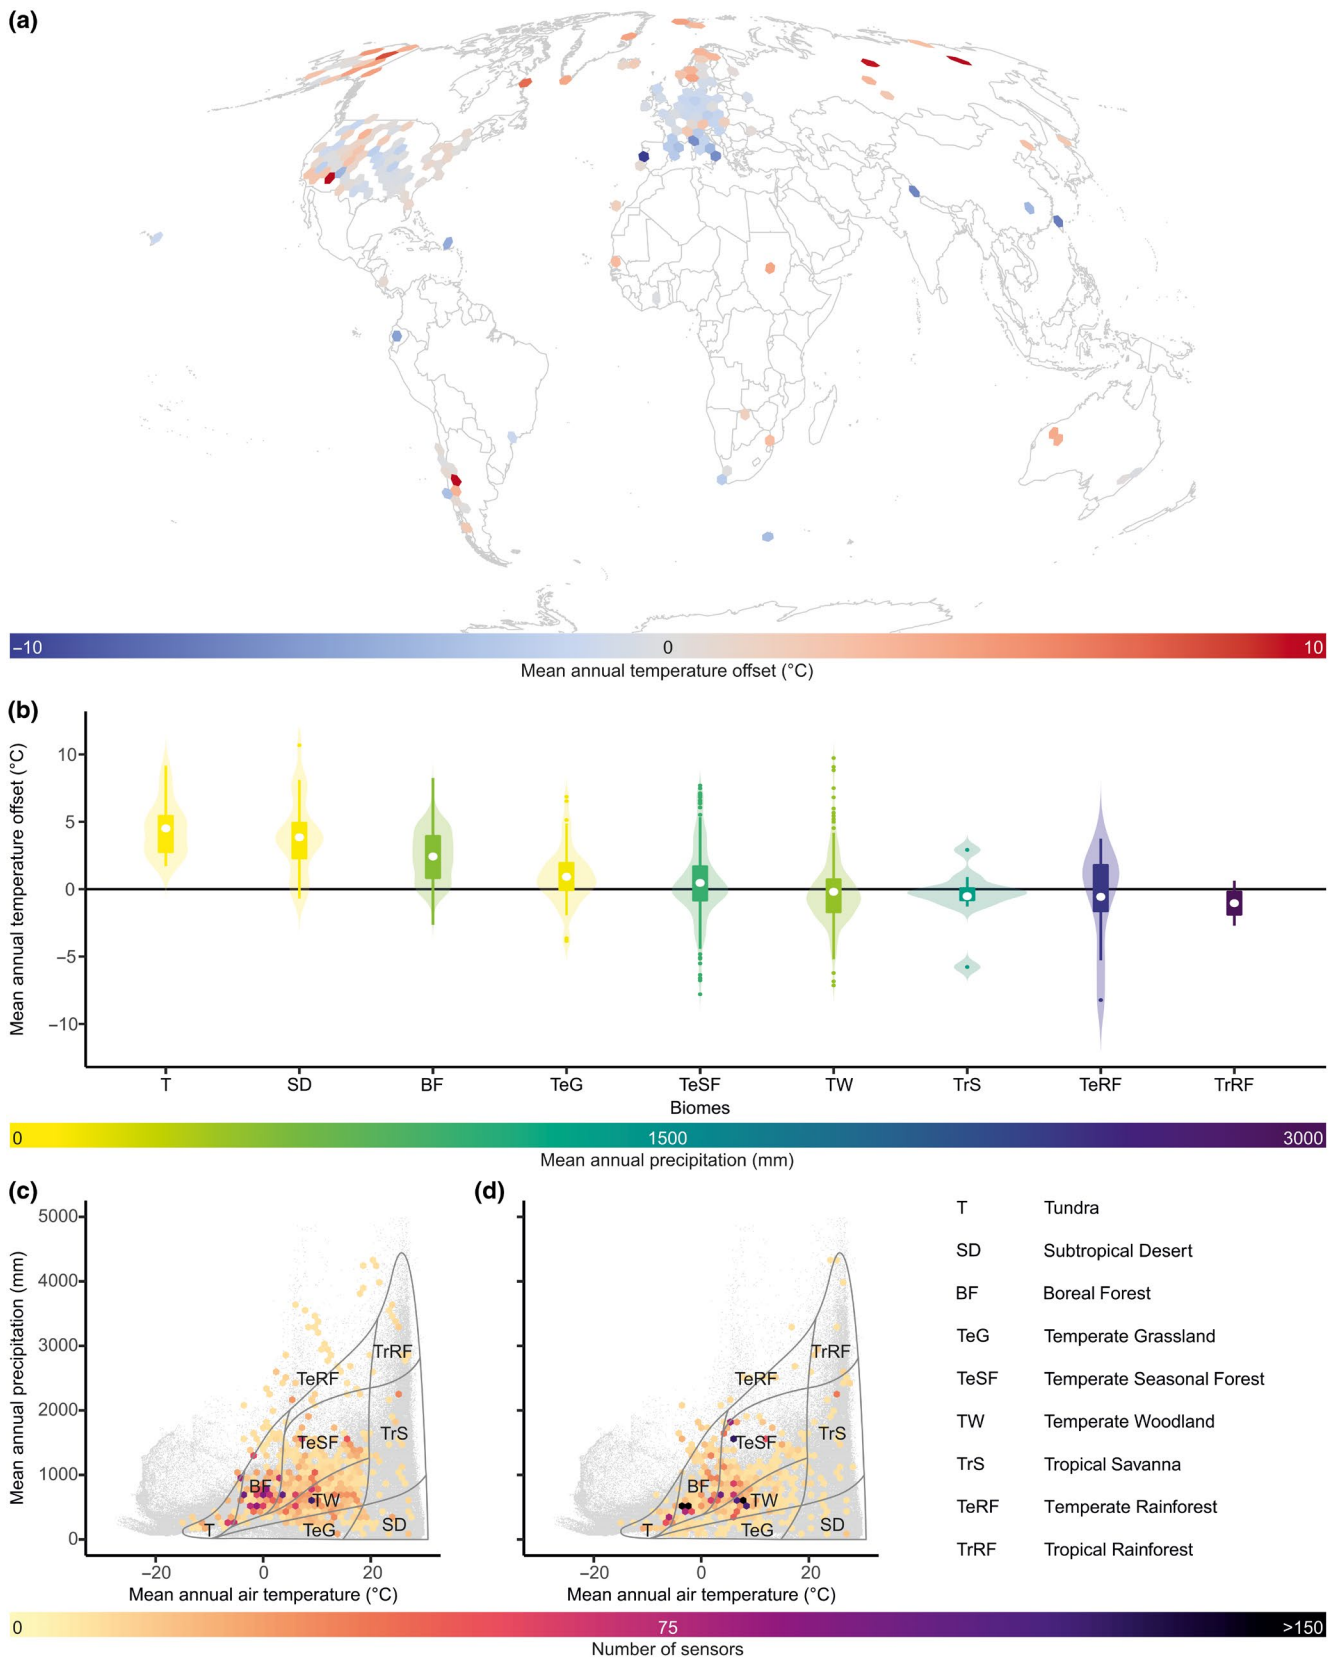 (a)
−10 0 10
Mean annual temperature offset (°C)
(b)
Mean annual temperature offset (°C)
10
5
0
−5
−10
T SD BF TeG TeSF TW TrS TeRF TrRF
Biomes
0 1500 3000
Mean annual precipitation (mm)
(c)
Mean annual precipitation (mm)
5000
4000
3000
2000
1000
0
TrRF
TeRF
TrS
TeSF
BF
TW
T
TeG
SD
−20 0 20
Mean annual air temperature (°C)
(d)
TrRF
TeRF
TrS
TeSF
BF
TW
T
TeG
SD
−20 0 20
Mean annual air temperature (°C)
T Tundra
SD Subtropical Desert
BF Boreal Forest
TeG Temperate Grassland
TeSF Temperate Seasonal Forest
TW Temperate Woodland
TrS Tropical Savanna
TeRF Temperate Rainforest
TrRF Tropical Rainforest
0 75 >150
Number of sensors